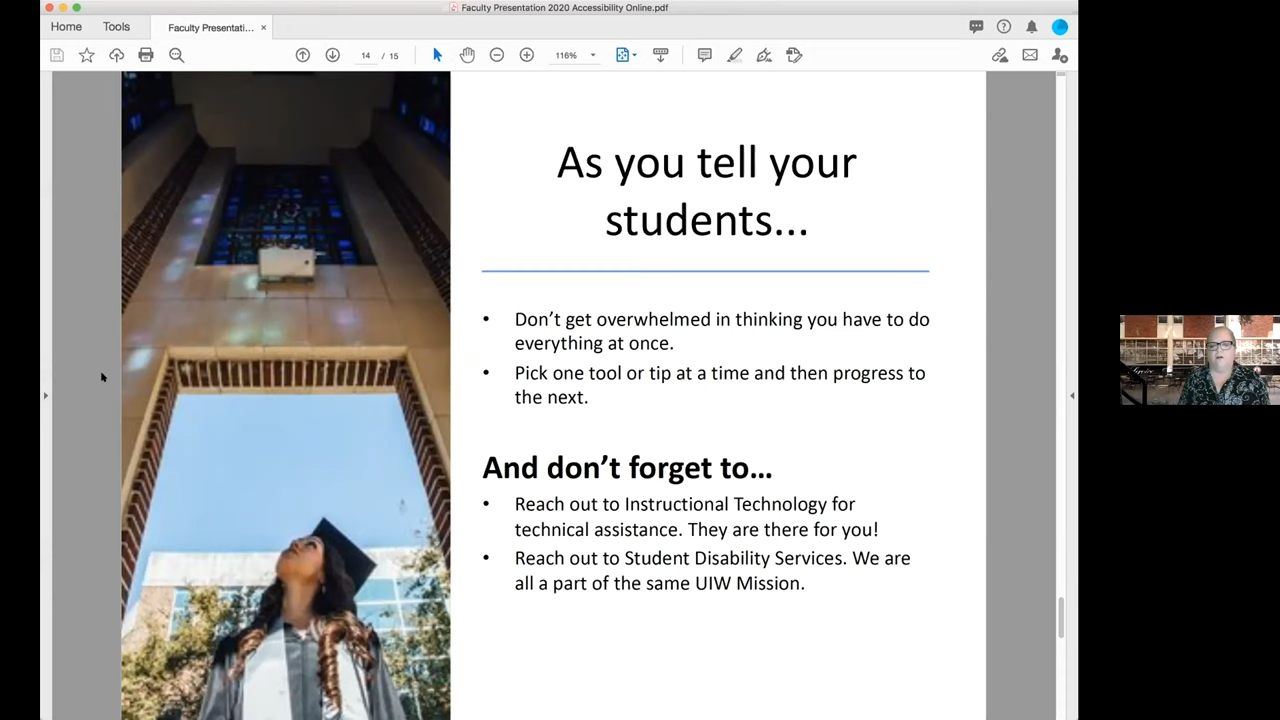 Faculty Presentation 2020 Accessibility Online.pdf
Home
Tools
Faculty Presentati...
14 / 15
116%
As you tell your
students...
• Don’t get overwhelmed in thinking you have to do
everything at once.
• Pick one tool or tip at a time and then progress to
the next.
And don’t forget to...
• Reach out to Instructional Technology for
technical assistance. They are there for you!
• Reach out to Student Disability Services. We are
all a part of the same UIW Mission.